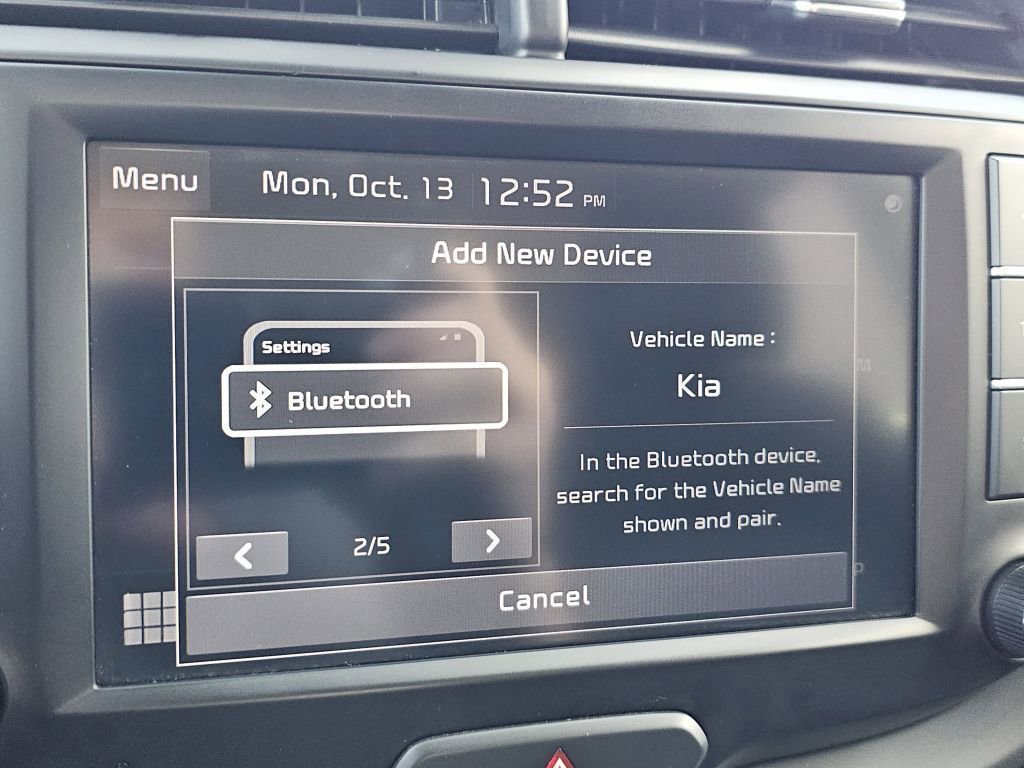 Menu
Mon, Oct. 13 12:52 PM
Add New Device
Settings
Bluetooth
2/5
Vehicle Name :
Kia
In the Bluetooth device,
search for the Vehicle Name
shown and pair.
Cancel